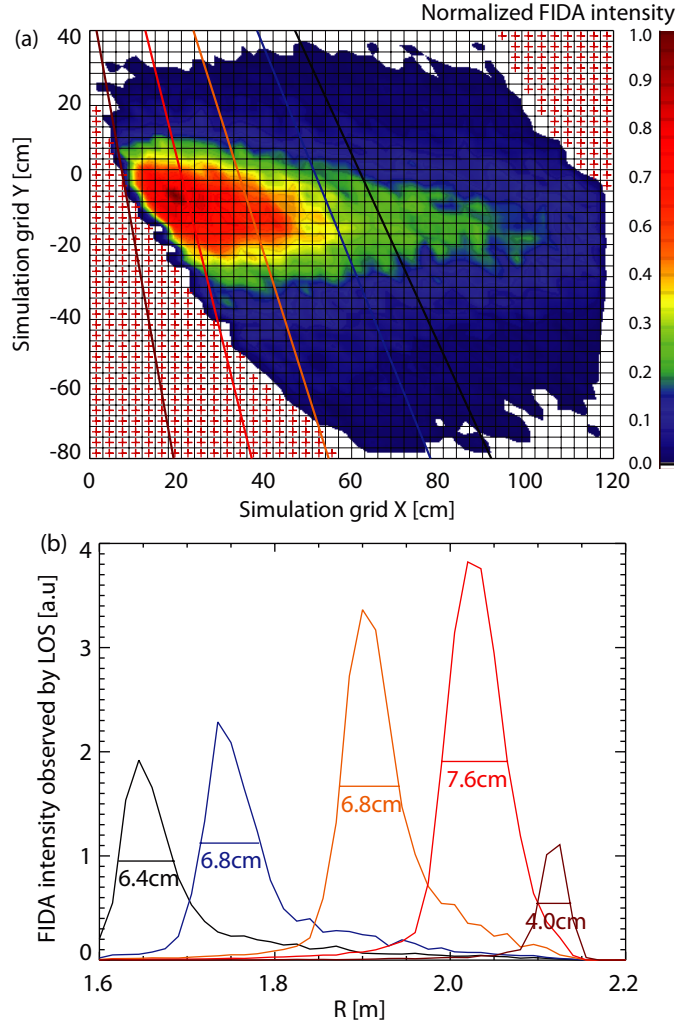 Normalized FIDA intensity
(a)
40
20
0
-20
-40
-60
-80
Simulation grid Y [cm]
0 20 40 60 80 100 120
Simulation grid X [cm]
1.0
0.9
0.8
0.7
0.6
0.5
0.4
0.3
0.2
0.1
0.0
(b)
4
3
2
1
0
FIDA intensity observed by LOS [a.u]
6.4cm
6.8cm
6.8cm
7.6cm
4.0cm
1.6 1.8 2.0 2.2
R [m]